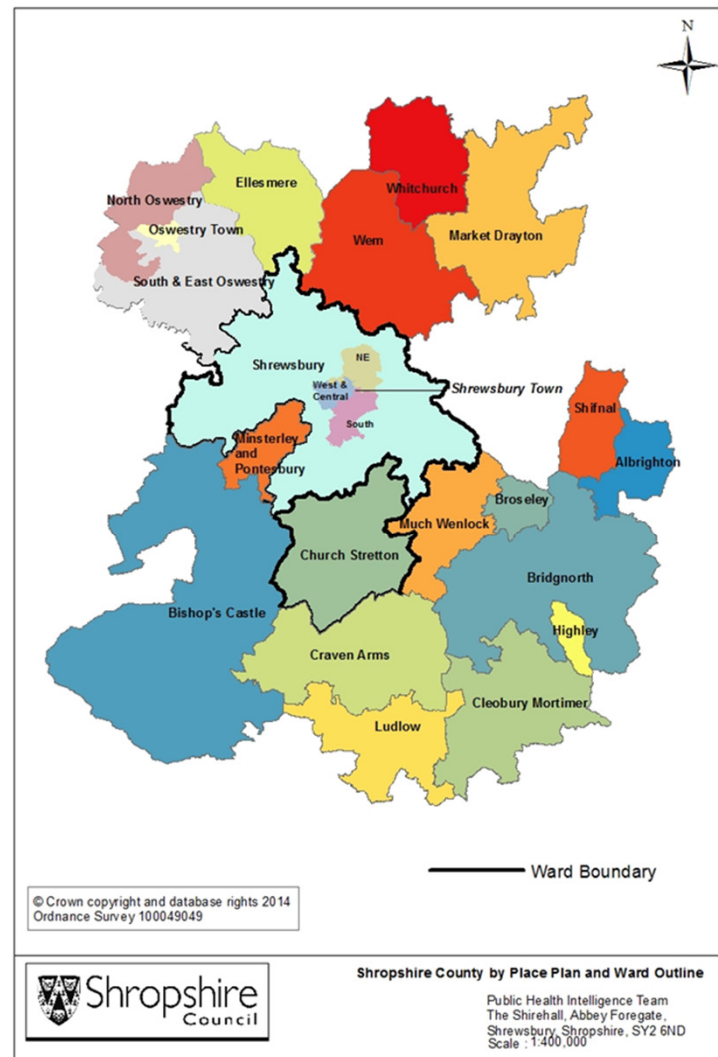 N
Whitchurch
Ellesmere
North Oswestry
Wem
Market Drayton
Oswestry Town
South & East Oswestry
NE
Shrewsbury
West &
Central
Shrewsbury Town
Shifnal
South
Minsterley
and
Pontesbury
Albrighton
Broseley
Much Wenlock
Church Stretton
Bridgnorth
Bishop's Castle
Highley
Craven Arms
Cleobury Mortimer
Ludlow
Ward Boundary
© Crown copyright and database rights 2014
Ordnance Survey 100049049
Shropshire
Council
Shropshire County by Place Plan and Ward Outline
Public Health Intelligence Team
The Shirehall, Abbey Foregate,
Shrewsbury, Shropshire, SY2 6ND
Scale : 1:400,000